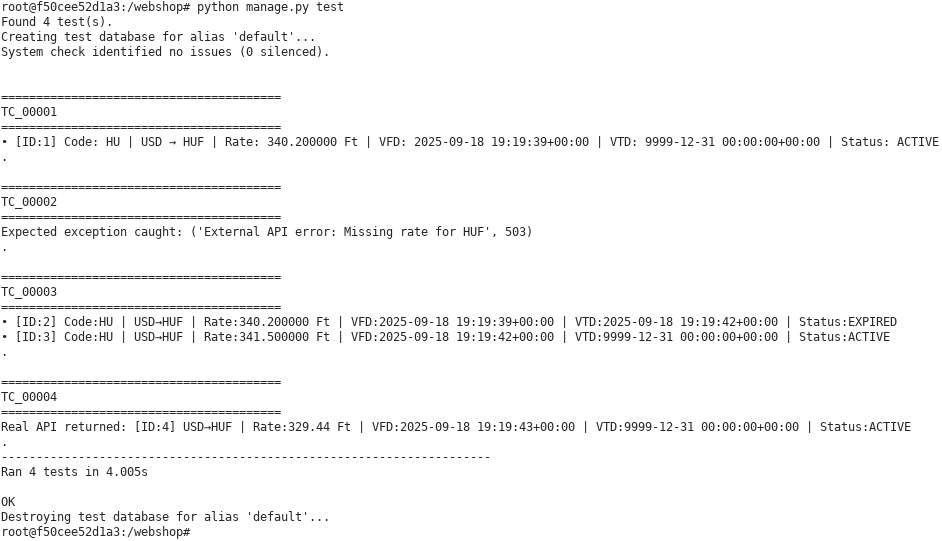 root@f50cee52d1a3:/webshop# python manage.py test
Found 4 test(s).
Creating test database for alias 'default'...
System check identified no issues (0 silenced).
========================================
TC_00001
========================================
• [ID:1] Code: HU | USD → HUF | Rate: 340.200000 Ft | VFD: 2025-09-18 19:19:39+00:00 | VTD: 9999-12-31 00:00:00+00:00 | Status: ACTIVE
.
========================================
TC_00002
========================================
Expected exception caught: ('External API error: Missing rate for HUF', 503)
.
========================================
TC_00003
========================================
• [ID:2] Code:HU | USD→HUF | Rate:340.200000 Ft | VFD:2025-09-18 19:19:39+00:00 | VTD:2025-09-18 19:19:42+00:00 | Status:EXPIRED
• [ID:3] Code:HU | USD→HUF | Rate:341.500000 Ft | VFD:2025-09-18 19:19:42+00:00 | VTD:9999-12-31 00:00:00+00:00 | Status:ACTIVE
.
========================================
TC_00004
========================================
Real API returned: [ID:4] USD→HUF | Rate:329.44 Ft | VFD:2025-09-18 19:19:43+00:00 | VTD:9999-12-31 00:00:00+00:00 | Status:ACTIVE
.
----------------------------------------------------------------------
Ran 4 tests in 4.005s
OK
Destroying test database for alias 'default'...
root@f50cee52d1a3:/webshop#